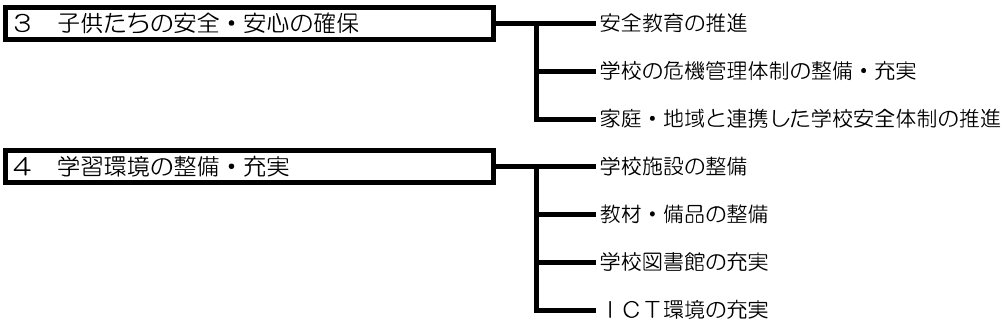 ３　子供たちの安全・安心の確保
安全教育の推進
学校の危機管理体制の整備・充実
家庭・地域と連携した学校安全体制の推進
４　学習環境の整備・充実
学校施設の整備
教材・備品の整備
学校図書館の充実
ＩＣＴ環境の充実